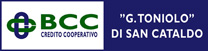 BCC
CREDITO COOPERATIVO
"G.TONIOLO"
DI SAN CATALDO